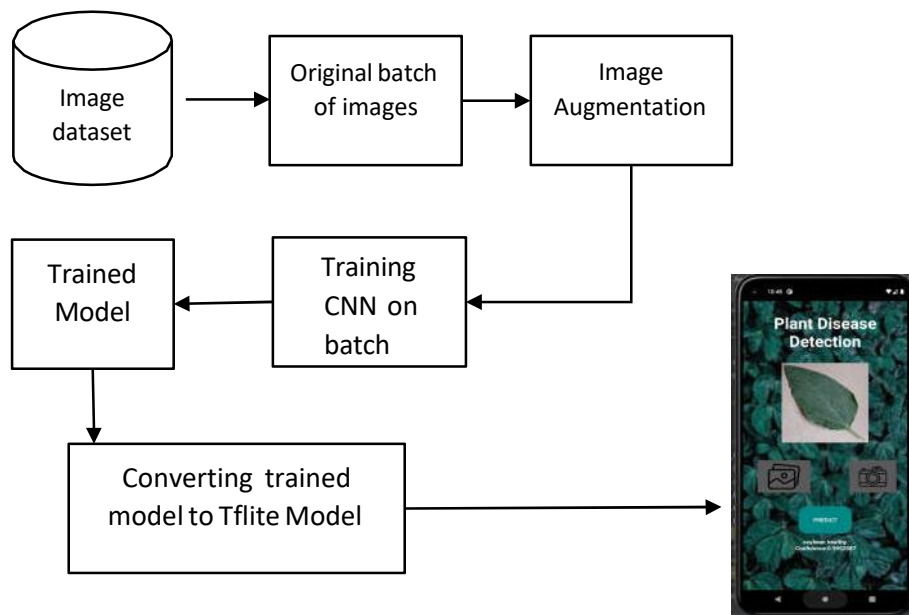 Image
dataset
Original batch
of images
Image
Augmentation
Trained
Model
Training
CNN on
batch
Converting trained
model to Tflite Model
Plant Disease
Detection
PREDICT